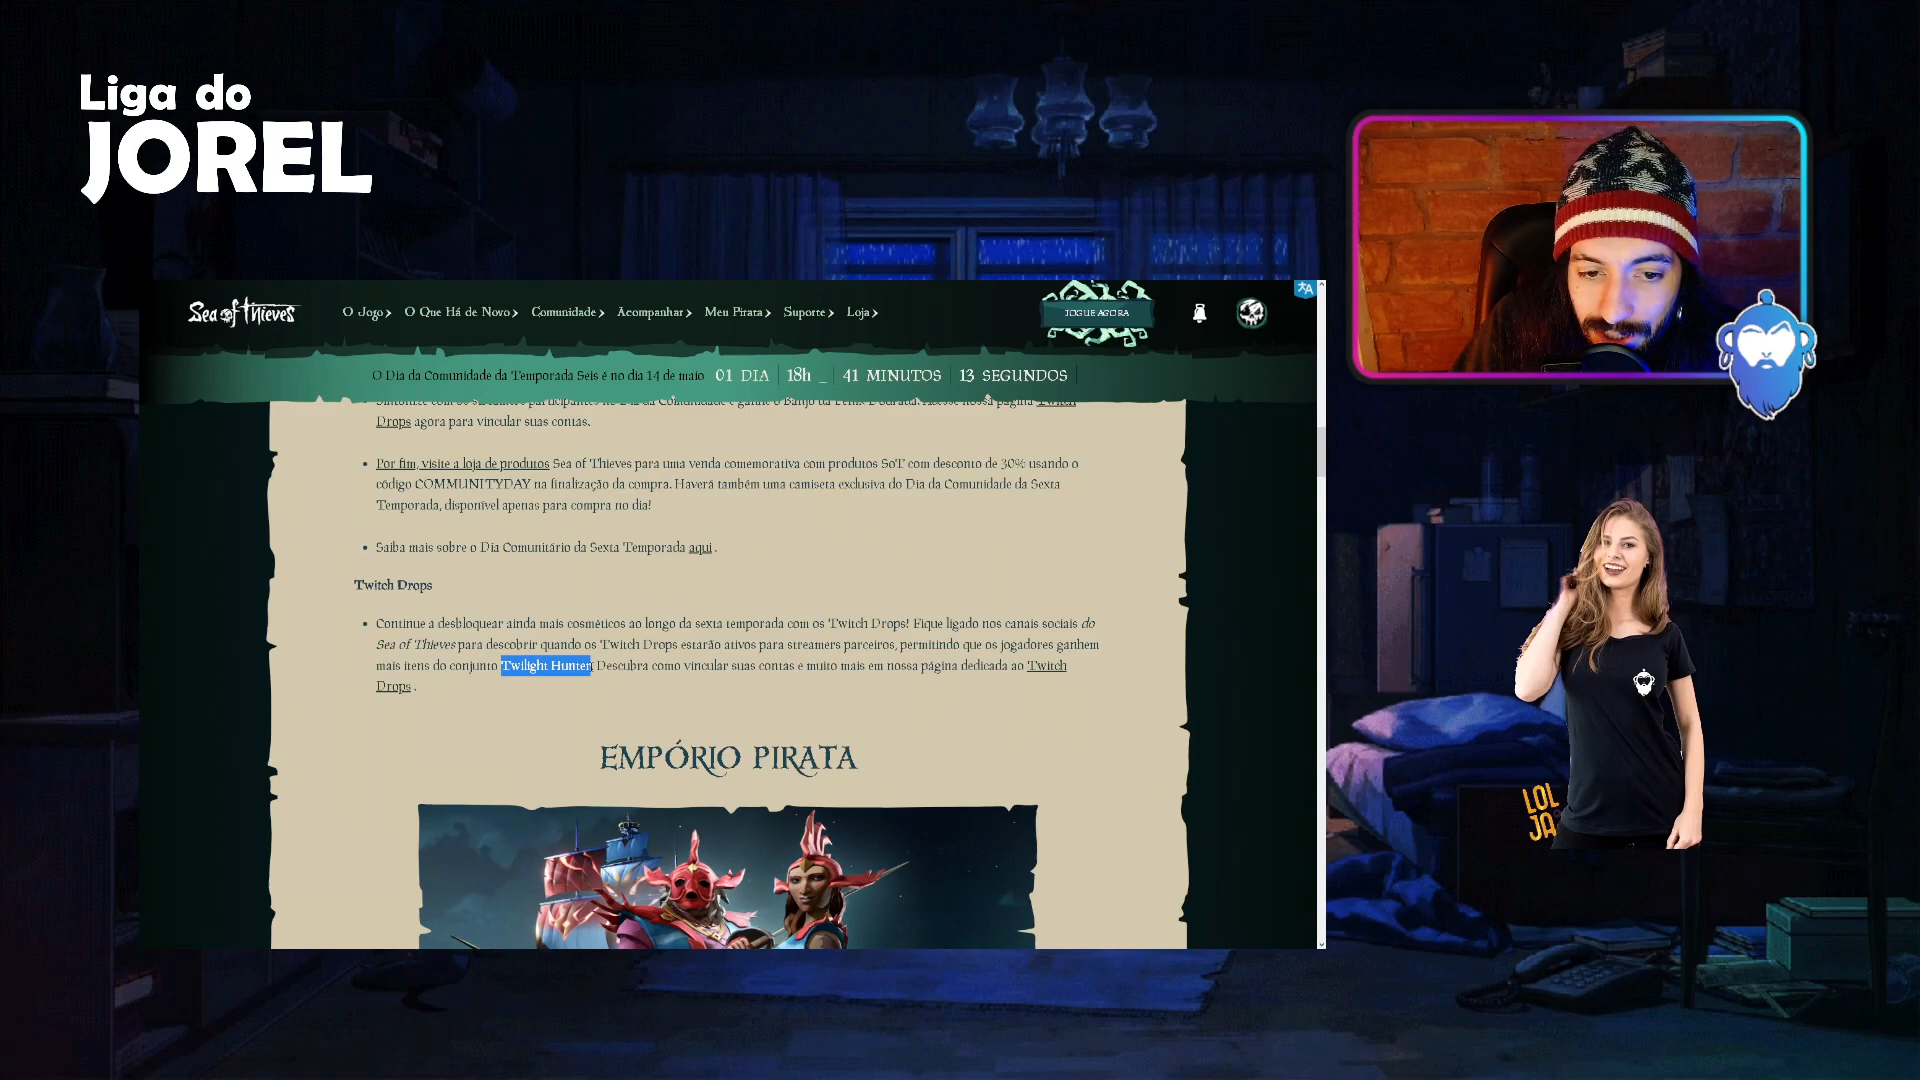 Liga do
JOREL
Sea of Thieves
O Jogo O Que Há de Novo Comunidade Acompanhar Meu Pirata Suporte Loja
JOGUE AGORA
O Dia da Comunidade da Temporada Seis é no dia 14 de maio 01 DIA 18h _ 41 MINUTOS 13 SEGUNDOS
Drops agora para vincular suas contas.
Por fim, visite a loja de produtos Sea of Thieves para uma venda comemorativa com produtos SoT com desconto de 30% usando o
código COMMUNITYDAY na finalização da compra. Haverá também uma camiseta exclusiva do Dia da Comunidade da Sexta
Temporada, disponível apenas para compra no dia!
Saiba mais sobre o Dia Comunitário da Sexta Temporada aqui .
Twitch Drops
Continue a desbloquear ainda mais cosméticos ao longo da sexta temporada com os Twitch Drops! Fique ligado nos canais sociais do
Sea of Thieves para descobrir quando os Twitch Drops estarão ativos para streamers parceiros, permitindo que os jogadores ganhem
mais itens do conjunto Twilight Hunter Descubra como vincular suas contas e muito mais em nossa página dedicada ao Twitch
Drops .
EMPÓRIO PIRATA
LOL
JA